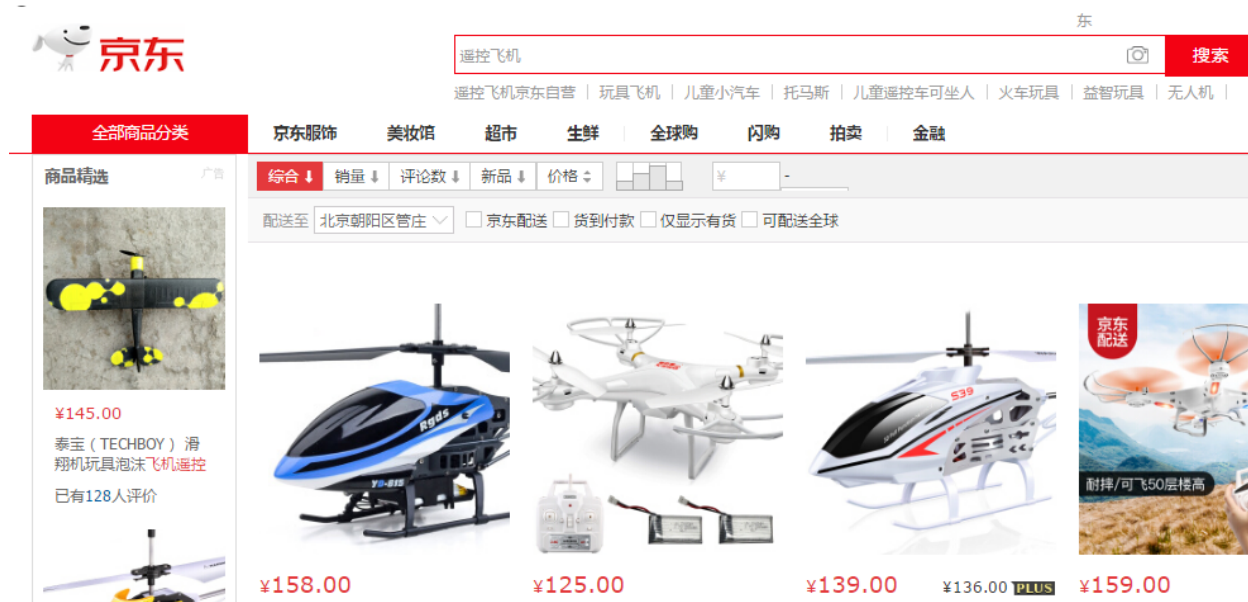 东
京东
遥控飞机
搜索
遥控飞机京东自营 | 玩具飞机 | 儿童小汽车 | 托马斯 | 儿童遥控车可坐人 | 火车玩具 | 益智玩具 | 无人机 |
全部商品分类 京东服饰 美妆馆 超市 生鲜 全球购 闪购 拍卖 金融
商品精选 广告
综合 销量 评论数 新品 价格 ¥ -
配送至 北京朝阳区管庄 京东配送 货到付款 仅显示有货 可配送全球
¥145.00
泰宝（TECHBOY） 滑
翔机玩具泡沫飞机遥控
已有128人评价
Rgds
S39
京东
配送
耐摔/可飞50层楼高
¥158.00 ¥125.00 ¥139.00 ¥136.00 PLUS ¥159.00